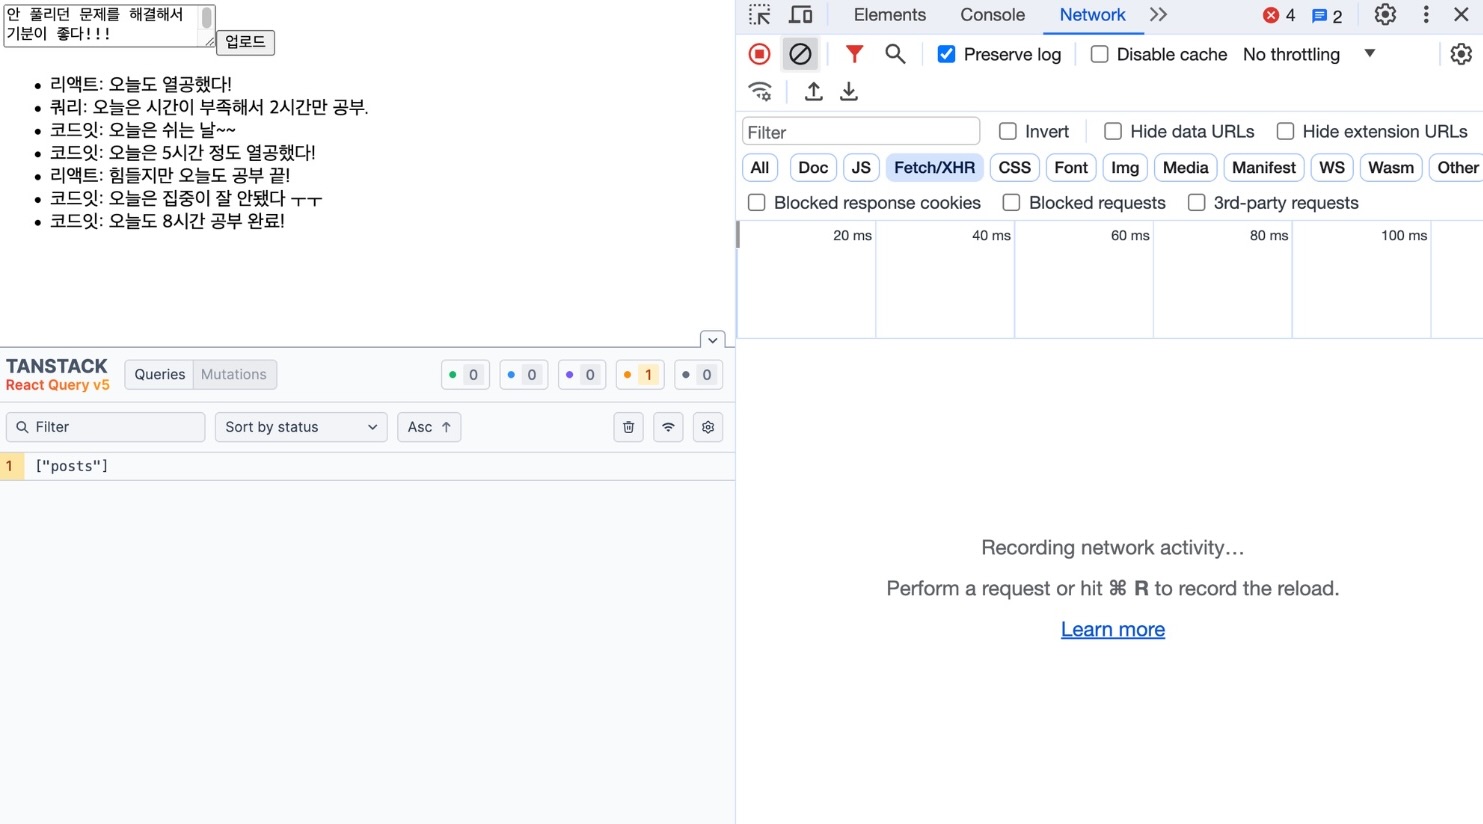 안 풀리던 문제를 해결해서
기분이 좋다!!!
업로드
리액트: 오늘도 열공했다!
쿼리: 오늘은 시간이 부족해서 2시간만 공부.
코드잇: 오늘은 쉬는 날~~
코드잇: 오늘은 5시간 정도 열공했다!
리액트: 힘들지만 오늘도 공부 끝!
코드잇: 오늘은 집중이 잘 안됐다 ㅜㅜ
코드잇: 오늘도 8시간 공부 완료!
TANSTACK
React Query v5
Queries Mutations
0 0 0 1 0
Filter
Sort by status
Asc ↑
1 ["posts"]
Elements Console Network 4 2
Preserve log Disable cache No throttling
Filter Invert Hide data URLs Hide extension URLs
All Doc JS Fetch/XHR CSS Font Img Media Manifest WS Wasm Other
Blocked response cookies Blocked requests 3rd-party requests
20 ms 40 ms 60 ms 80 ms 100 ms
Recording network activity…
Perform a request or hit ⌘ R to record the reload.
Learn more